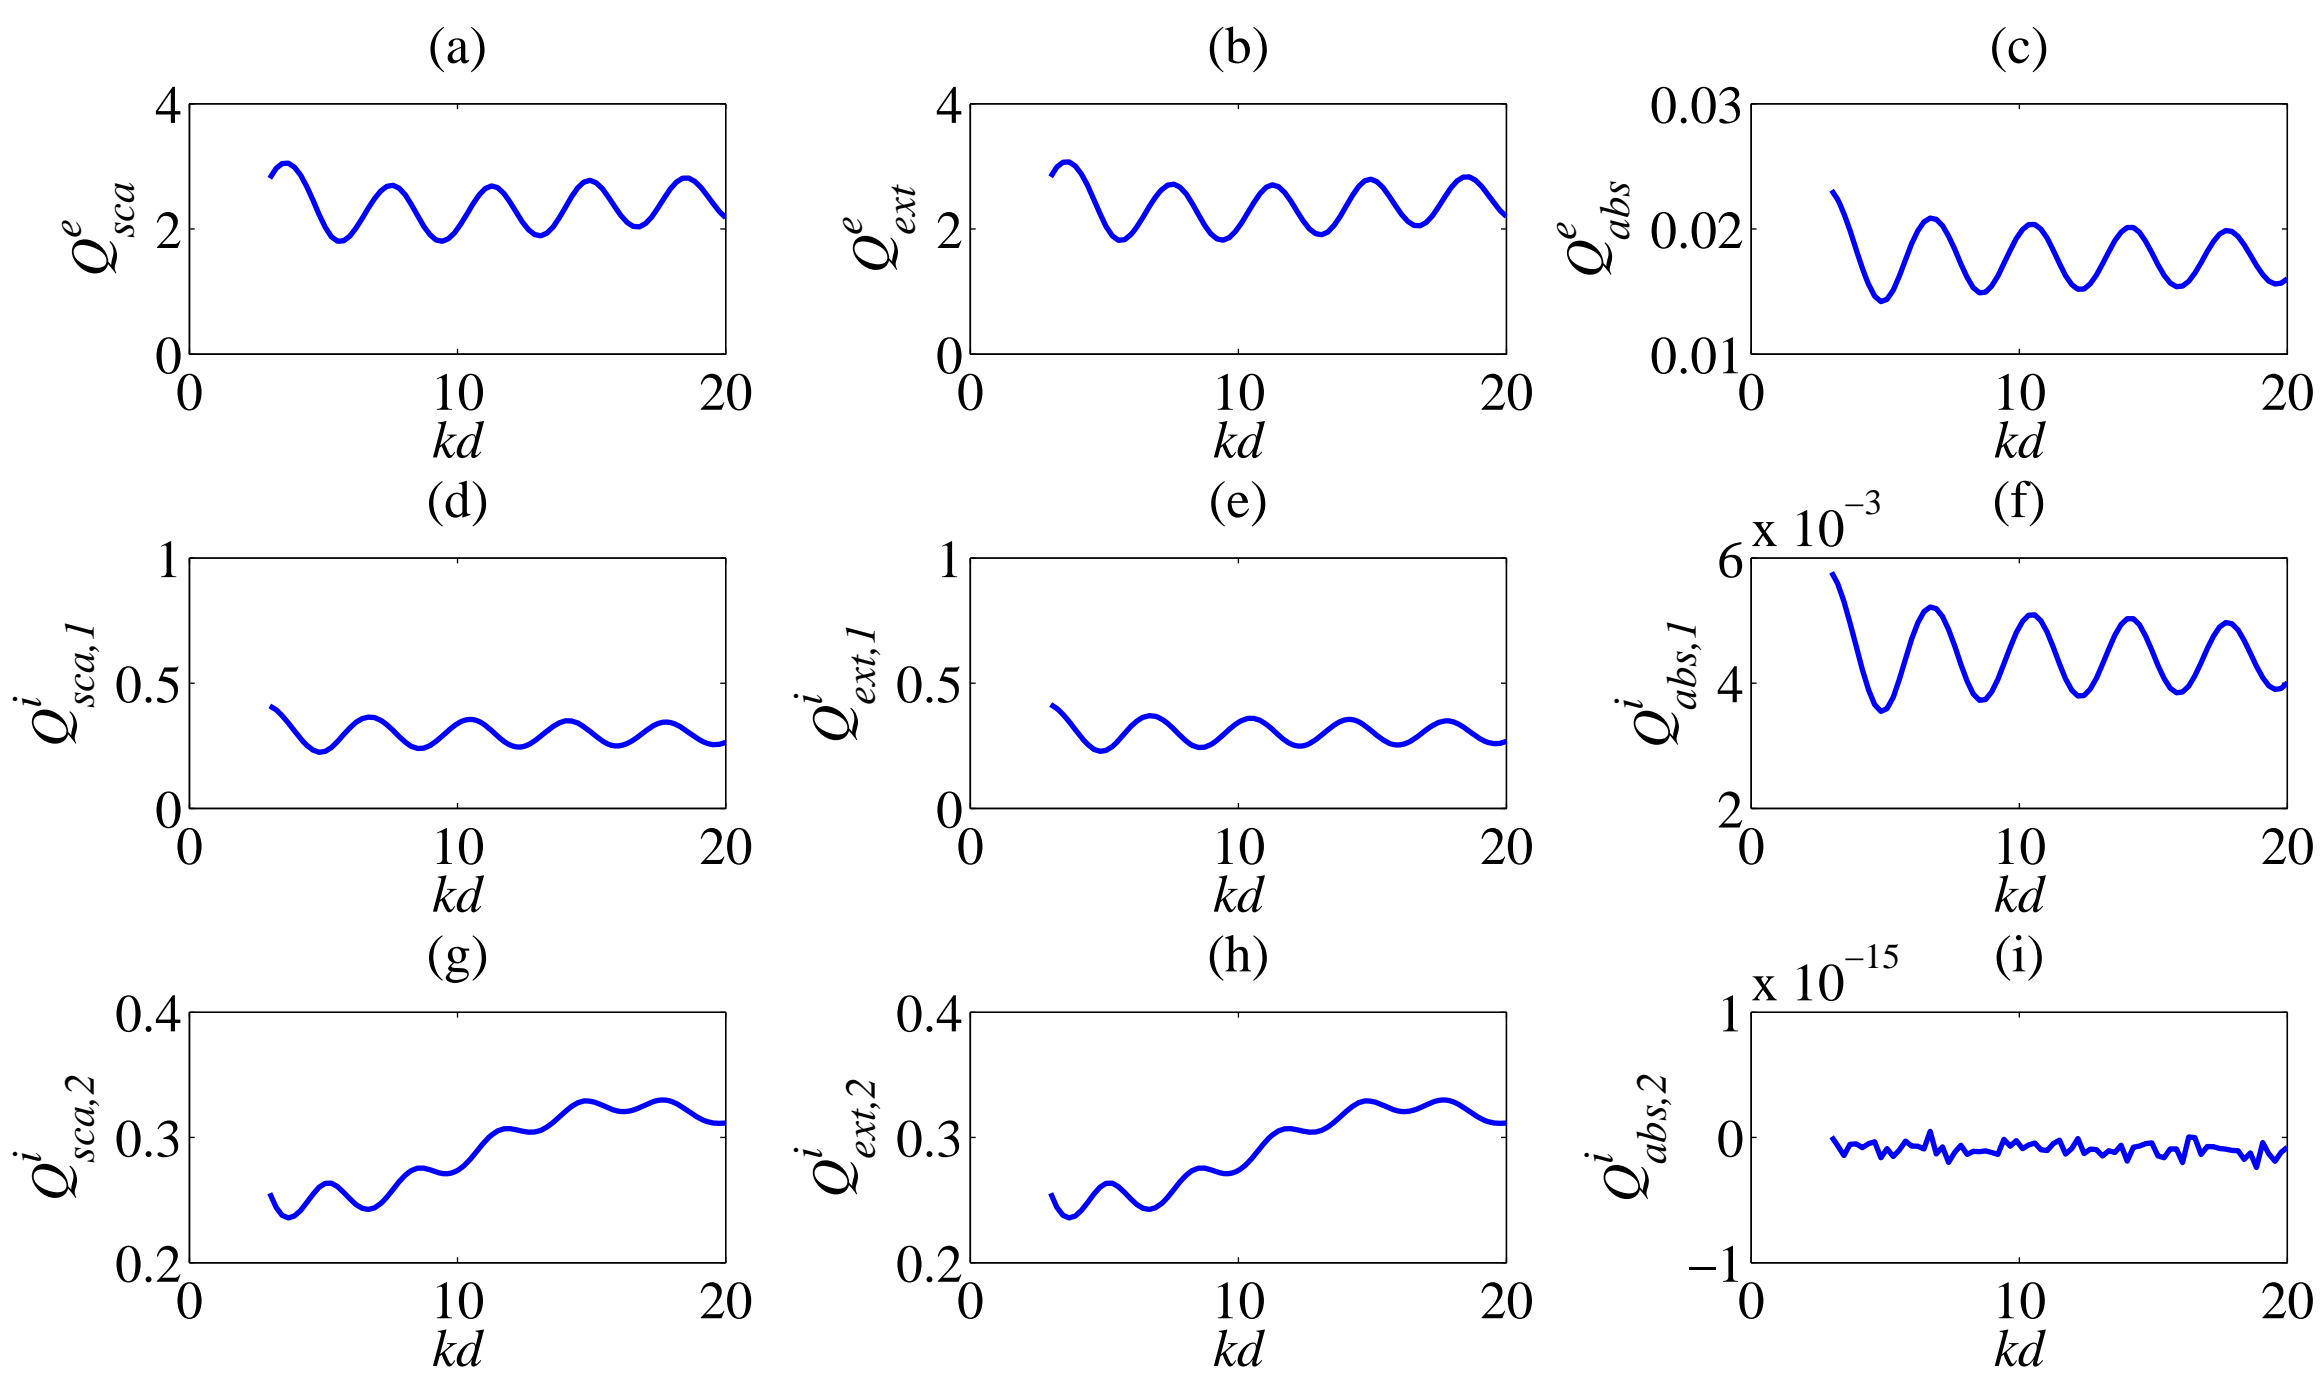 (a)
4
2
0
0 10 20
kd
Q^e_sca
(b)
4
2
0
0 10 20
kd
Q^e_ext
(c)
0.03
0.02
0.01
0 10 20
kd
Q^e_abs
(d)
1
0.5
0
0 10 20
kd
Q^i_sca,1
(e)
1
0.5
0
0 10 20
kd
Q^i_ext,1
(f)
x 10^−3
6
4
2
0 10 20
kd
Q^i_abs,1
(g)
0.4
0.3
0.2
0 10 20
kd
Q^i_sca,2
(h)
0.4
0.3
0.2
0 10 20
kd
Q^i_ext,2
(i)
x 10^−15
1
0
−1
0 10 20
kd
Q^i_abs,2